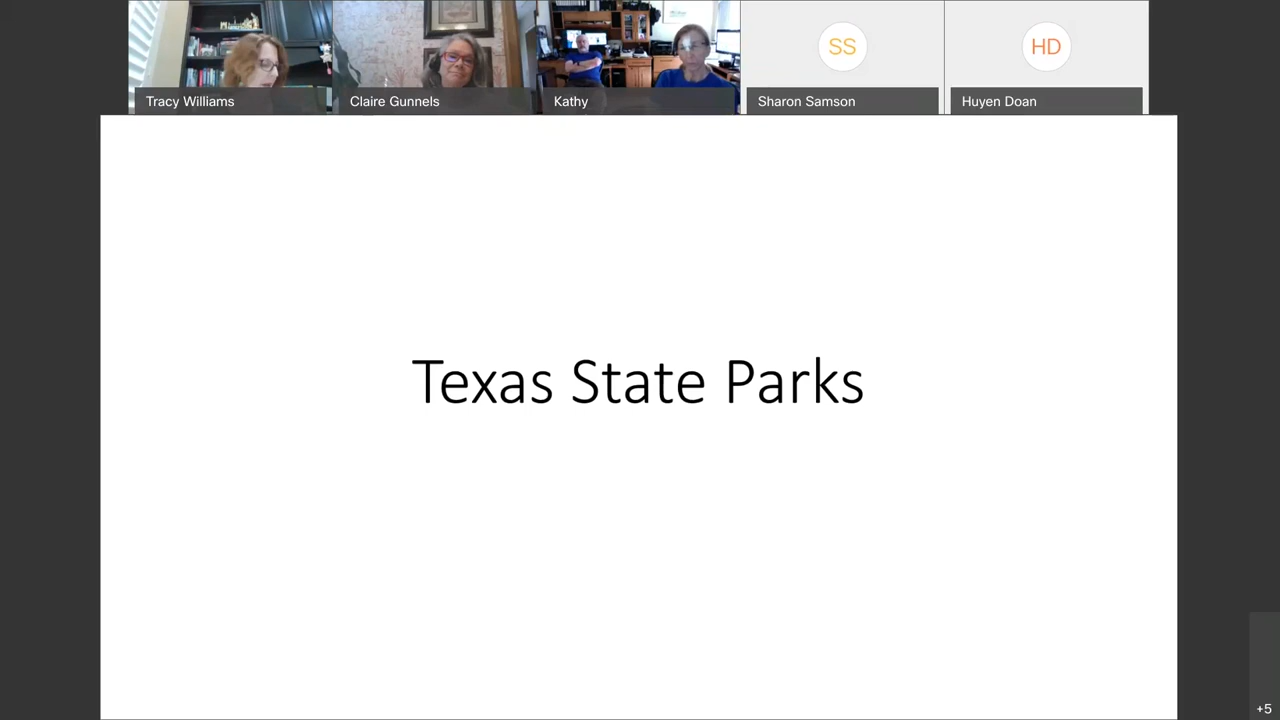 SS
HD
Tracy Williams
Claire Gunnels
Kathy
Sharon Samson
Huyen Doan
Texas State Parks
+5